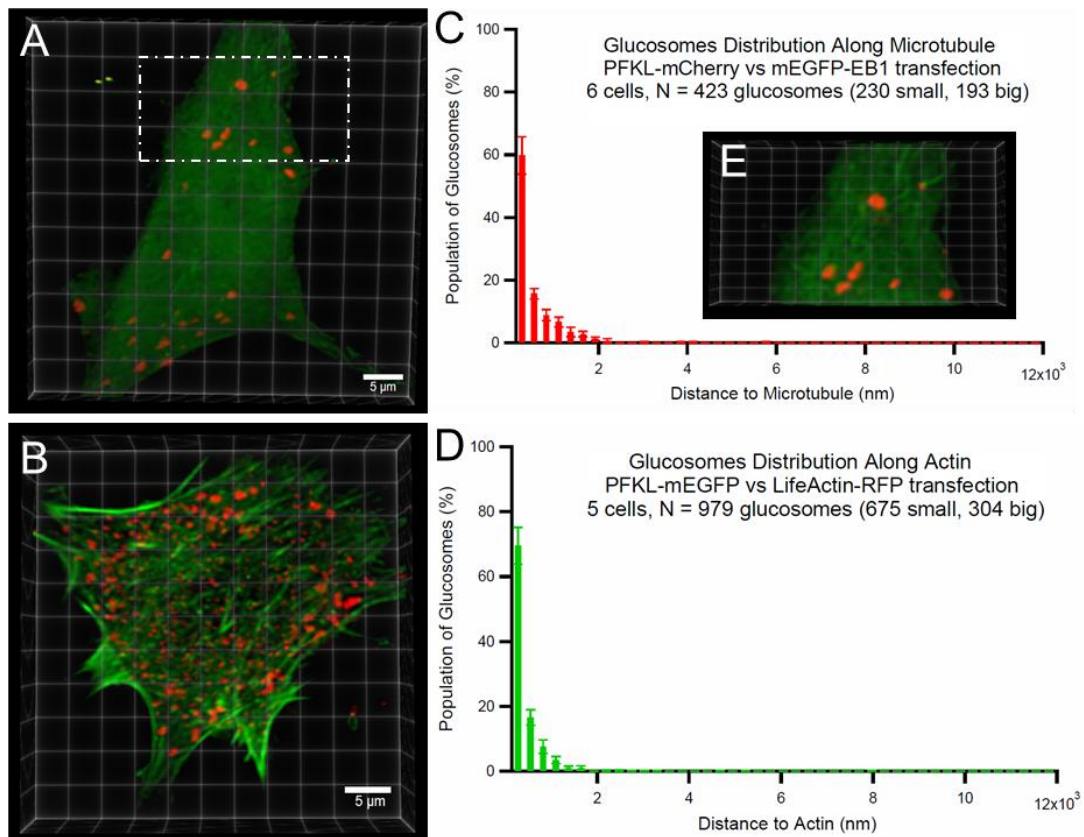 A
5 µm
B
5 µm
C
Glucosomes Distribution Along Microtubule
PFKL-mCherry vs mEGFP-EB1 transfection
6 cells, N = 423 glucosomes (230 small, 193 big)
E
Population of Glucosomes (%)
100
80
60
40
20
0
2
4
6
8
10
12x10³
Distance to Microtubule (nm)
D
Glucosomes Distribution Along Actin
PFKL-mEGFP vs LifeActin-RFP transfection
5 cells, N = 979 glucosomes (675 small, 304 big)
Population of Glucosomes (%)
100
80
60
40
20
0
2
4
6
8
10
12x10³
Distance to Actin (nm)